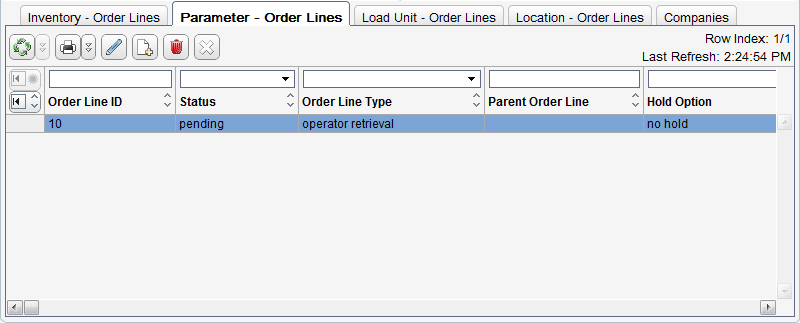 Inventory - Order Lines
Parameter - Order Lines
Load Unit - Order Lines
Location - Order Lines
Companies
Row Index: 1/1
Last Refresh: 2:24:54 PM
Order Line ID
Status
Order Line Type
Parent Order Line
Hold Option
10
pending
operator retrieval
no hold